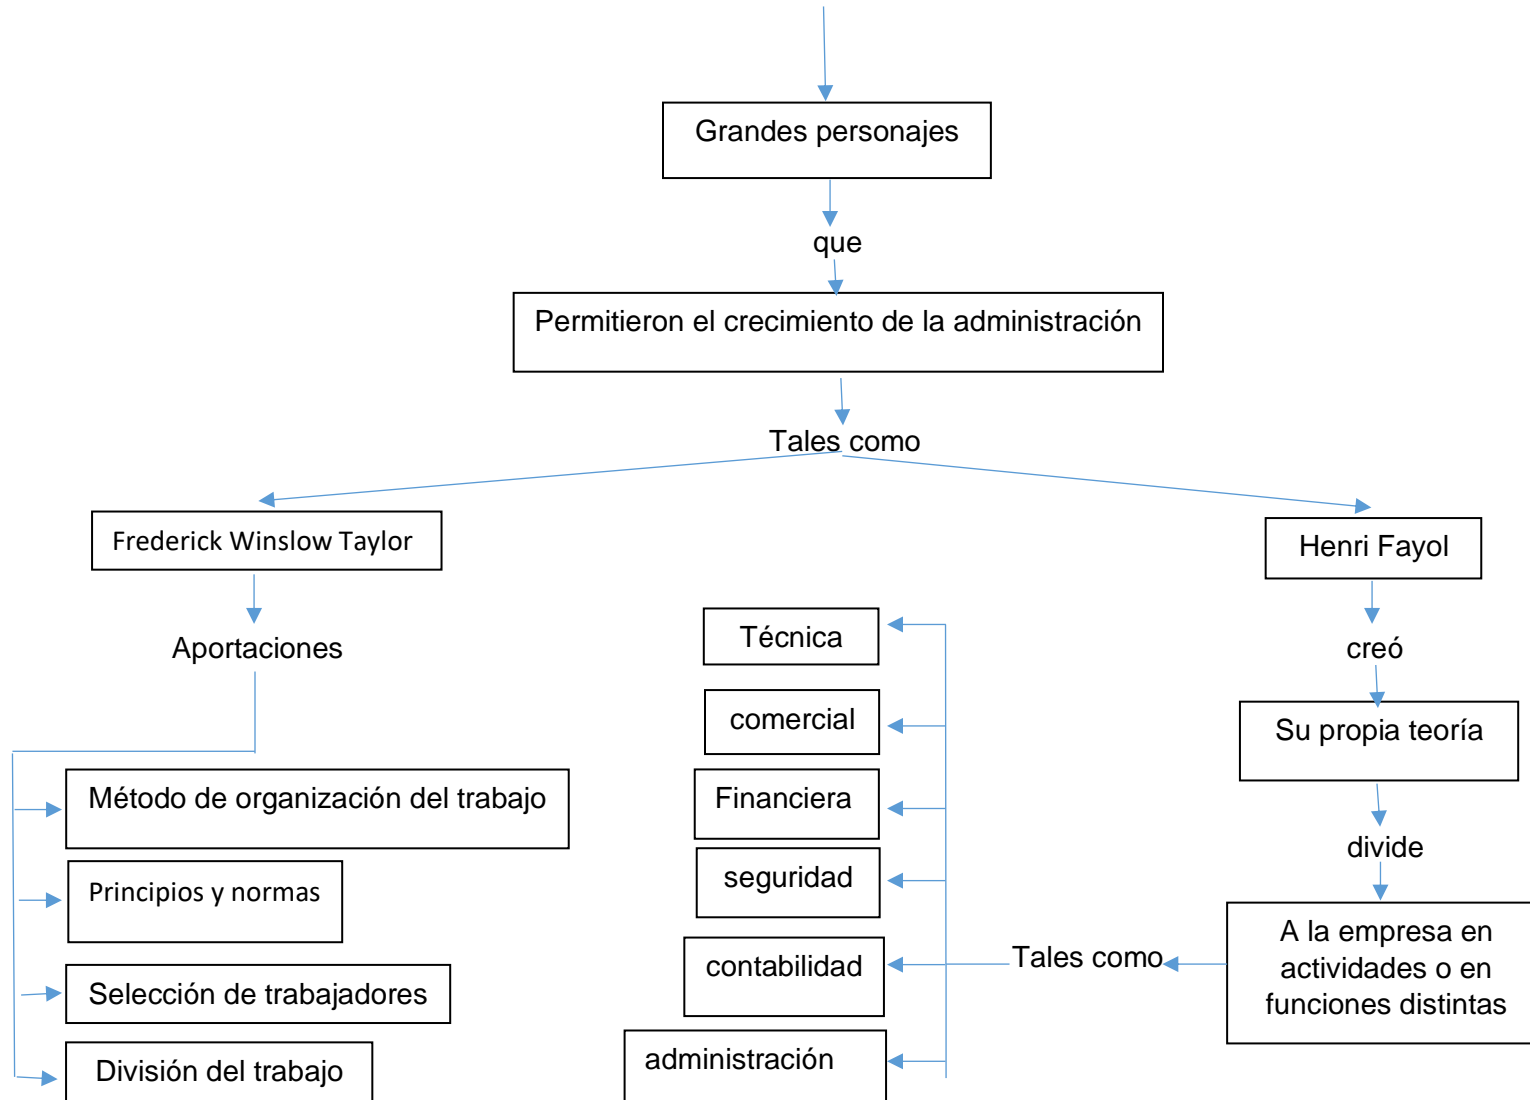 Grandes personajes
que
Permitieron el crecimiento de la administración
Tales como
Frederick Winslow Taylor
Aportaciones
Método de organización del trabajo
Principios y normas
Selección de trabajadores
División del trabajo
Henri Fayol
creó
Su propia teoría
divide
A la empresa en
actividades o en
funciones distintas
Tales como
Técnica
comercial
Financiera
seguridad
contabilidad
administración